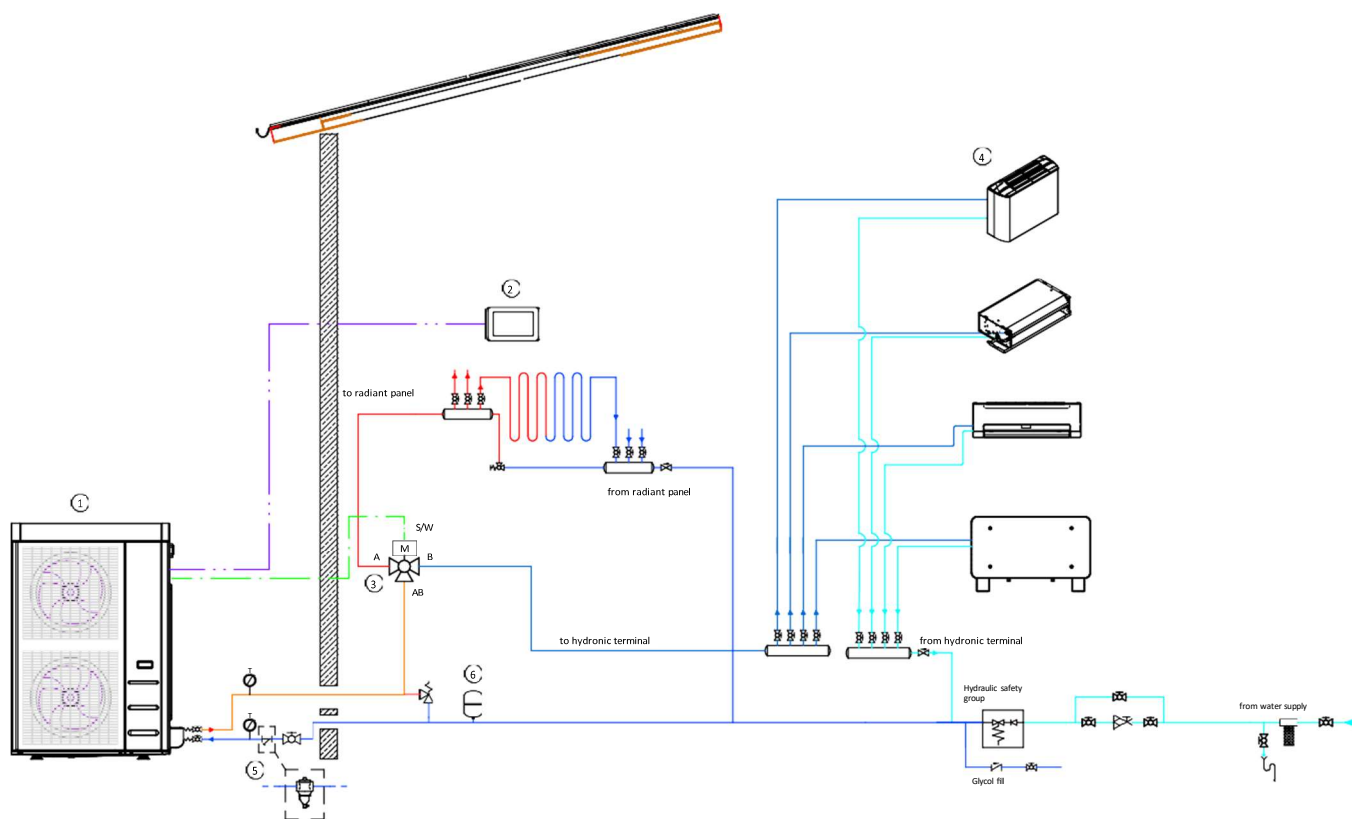 4
2
to radiant panel
from radiant panel
1
S/W
M
A
B
3
AB
to hydronic terminal
from hydronic terminal
T
6
Hydraulic safety
group
from water supply
T
5
Glycol fill